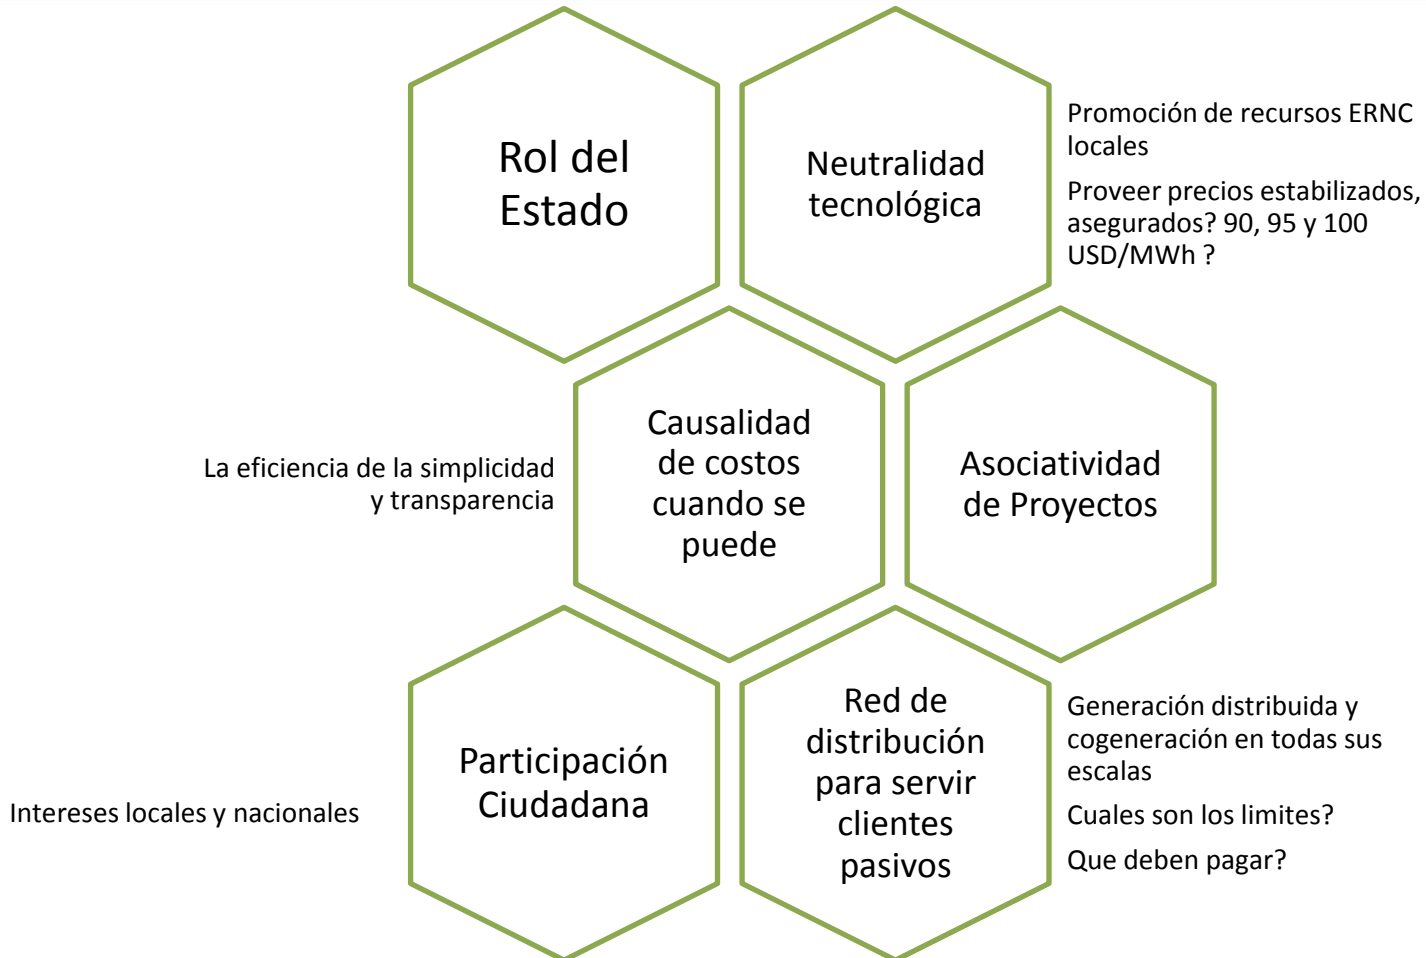 Rol del
Estado
Neutralidad
tecnológica
Promoción de recursos ERNC
locales
Proveer precios estabilizados,
asegurados? 90, 95 y 100
USD/MWh ?
La eficiencia de la simplicidad
y transparencia
Causalidad
de costos
cuando se
puede
Asociatividad
de Proyectos
Intereses locales y nacionales
Participación
Ciudadana
Red de
distribución
para servir
clientes
pasivos
Generación distribuida y
cogeneración en todas sus
escalas
Cuales son los limites?
Que deben pagar?